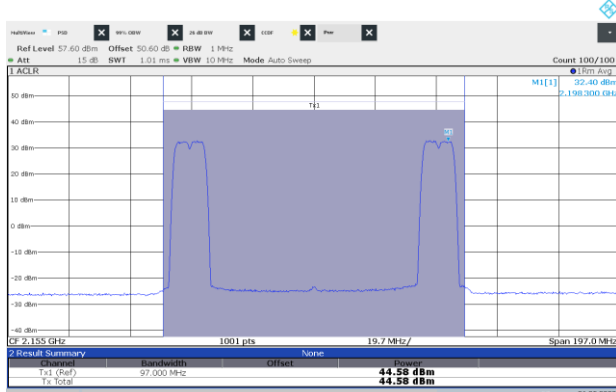 MultiView PSD X 99% OBW X 26 dB BW X CCDF X Pwr X
Ref Level 57.60 dBm Offset 50.60 dB RBW 1 MHz
Att 15 dB SWT 1.01 ms VBW 10 MHz Mode Auto Sweep Count 100/100
1 ACLR 1Rm Avg
M1[1] 32.40 dBm
2.198300 GHz
50 dBm
Tx1
40 dBm
M1
30 dBm
20 dBm
10 dBm
0 dBm
-10 dBm
-20 dBm
-30 dBm
-40 dBm
CF 2.155 GHz 1001 pts 19.7 MHz/ Span 197.0 MHz
2 Result Summary None
Channel Bandwidth Offset Power
Tx1 (Ref) 97.000 MHz 44.58 dBm
Tx Total 44.58 dBm